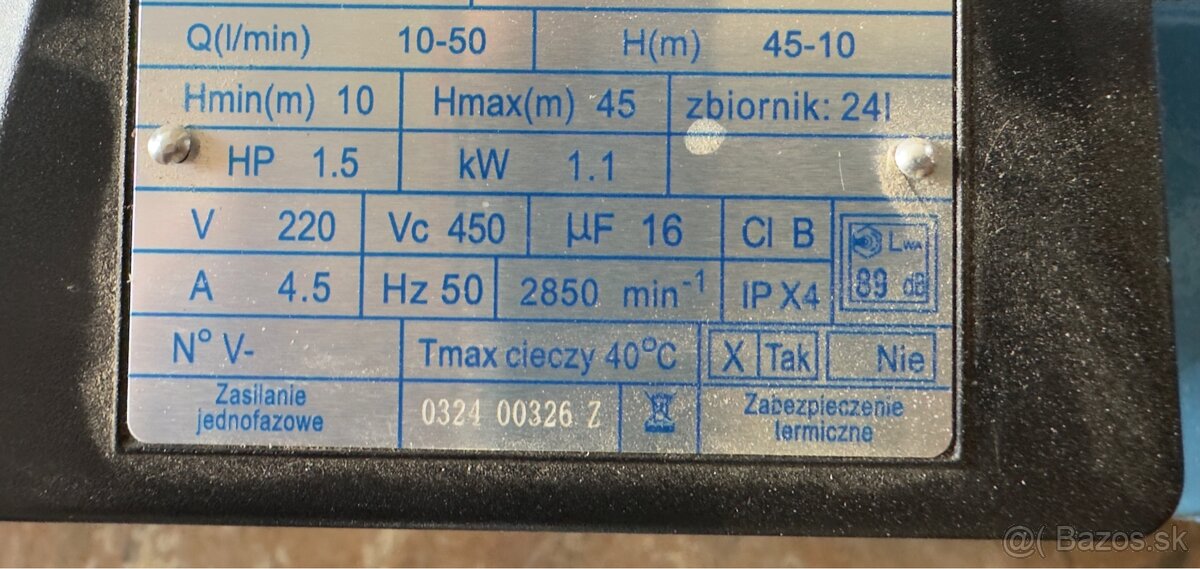 Q(l/min) 10-50 H(m) 45-10
Hmin(m) 10 Hmax(m) 45 zbiornik: 24l
HP 1.5 kW 1.1
V 220 Vc 450 µF 16 Cl B LWA
A 4.5 Hz 50 2850 min-1 IP X4 89 dB
N° V- Tmax cieczy 40°C X Tak Nie
Zasilanie
jednofazowe
0324 00326 Z
Zabezpieczenie
termiczne
@( Bazos.sk